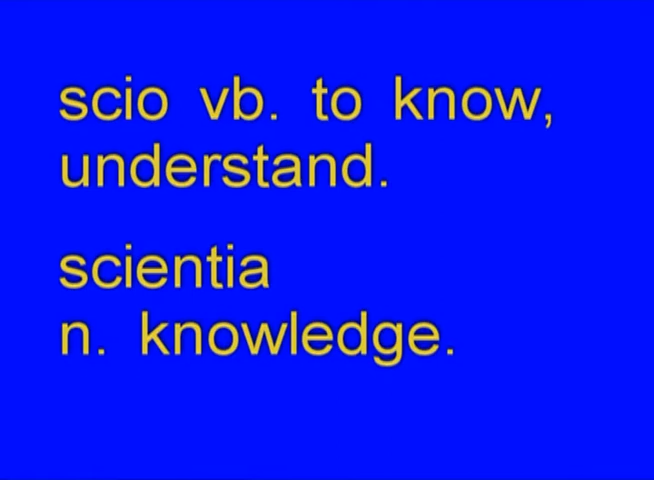 scio vb. to know,
understand.
scientia
n. knowledge.